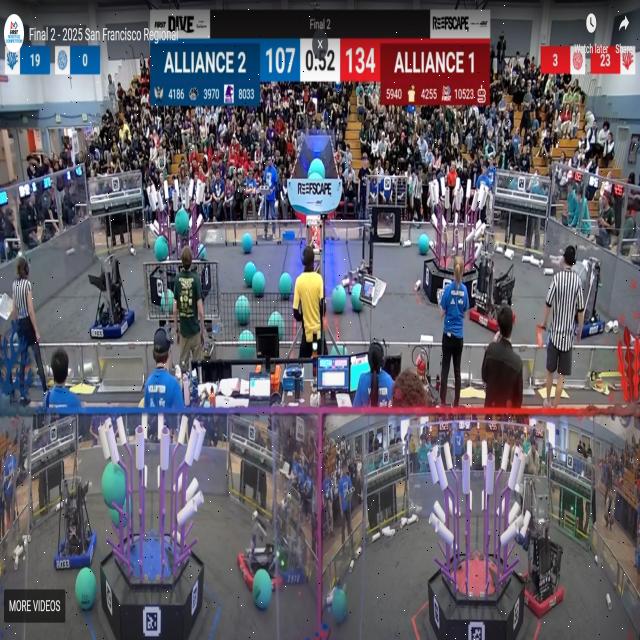 FIRST DIVE
Final 2
REEFSCAPE
Final 2 - 2025 San Francisco Regional
Watch later
Share
19
0
ALLIANCE 2
107
0:52
134
ALLIANCE 1
3
23
4186
3970
8033
5940
4255
10523
REEFSCAPE
MORE VIDEOS